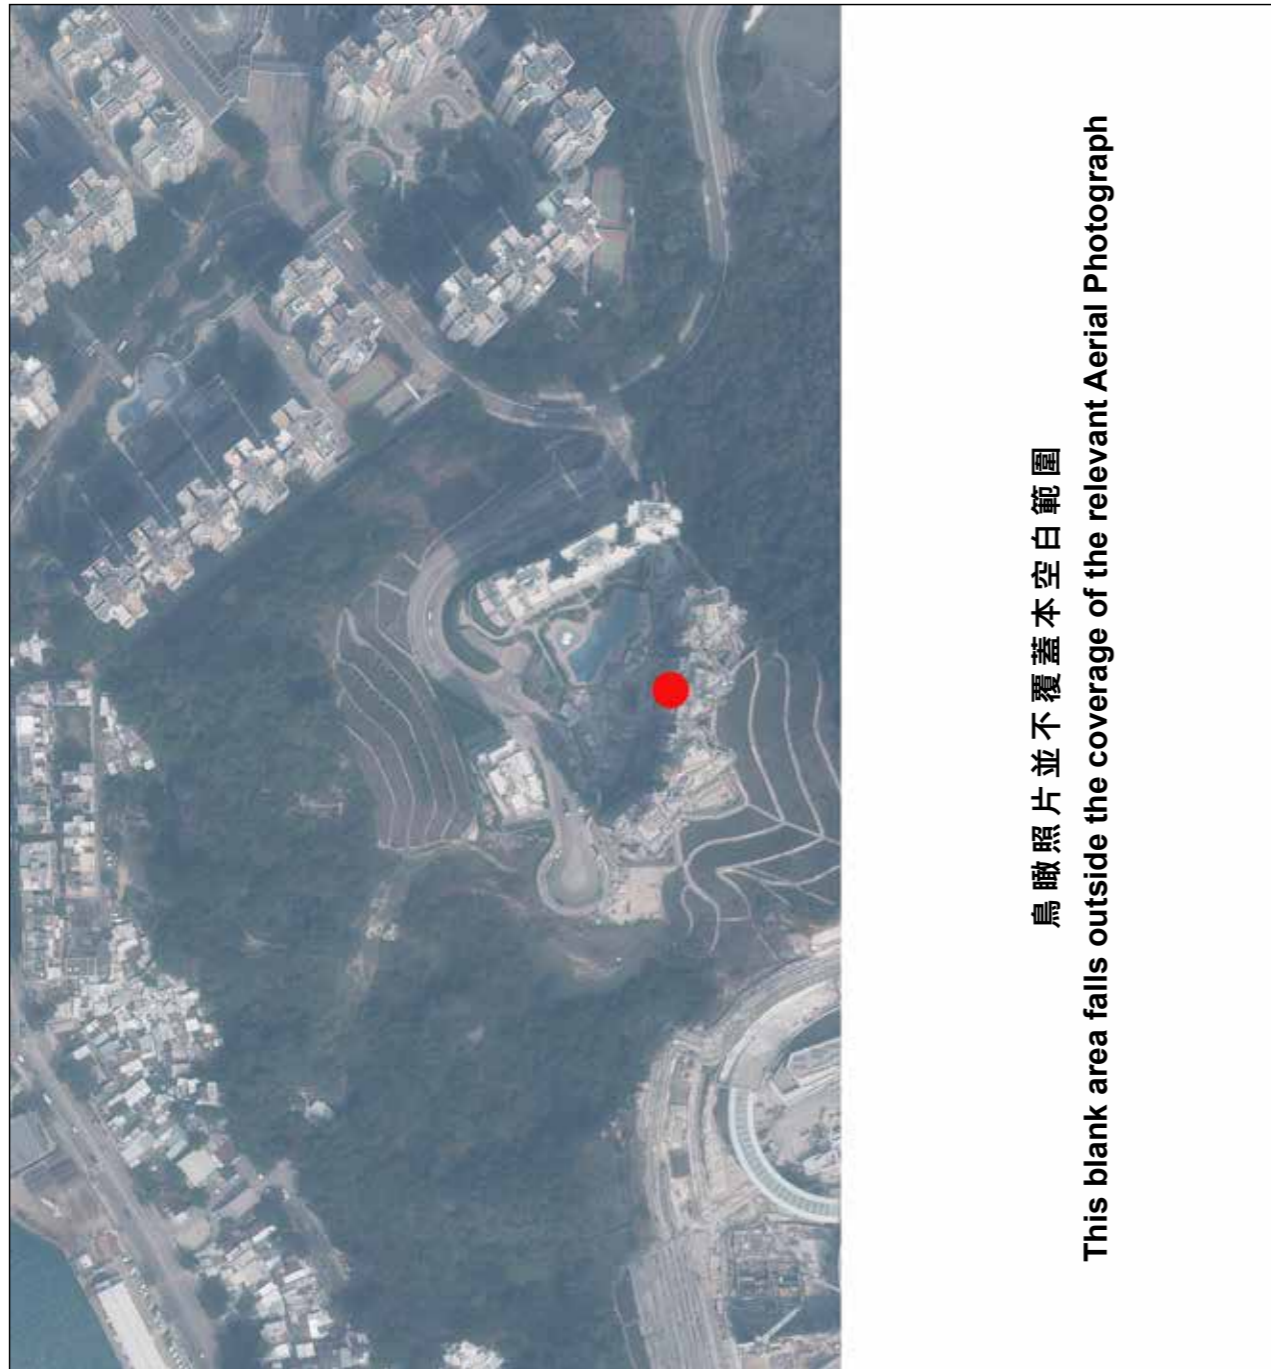 鳥瞰照片並不覆蓋本空白範圍
This blank area falls outside the coverage of the relevant Aerial Photograph